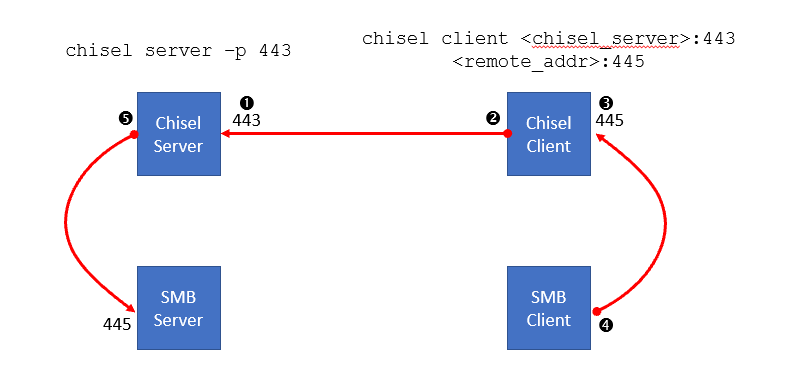 chisel server –p 443
chisel client <chisel_server>:443
<remote_addr>:445
❺
Chisel
Server
❶
443
❷
Chisel
Client
❸
445
SMB
Server
445
SMB
Client
❹